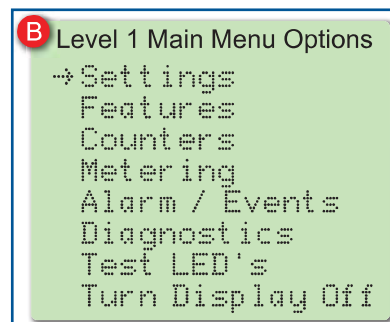 B
Level 1 Main Menu Options
→Settings
Features
Counters
Metering
Alarm / Events
Diagnostics
Test LED's
Turn Display Off